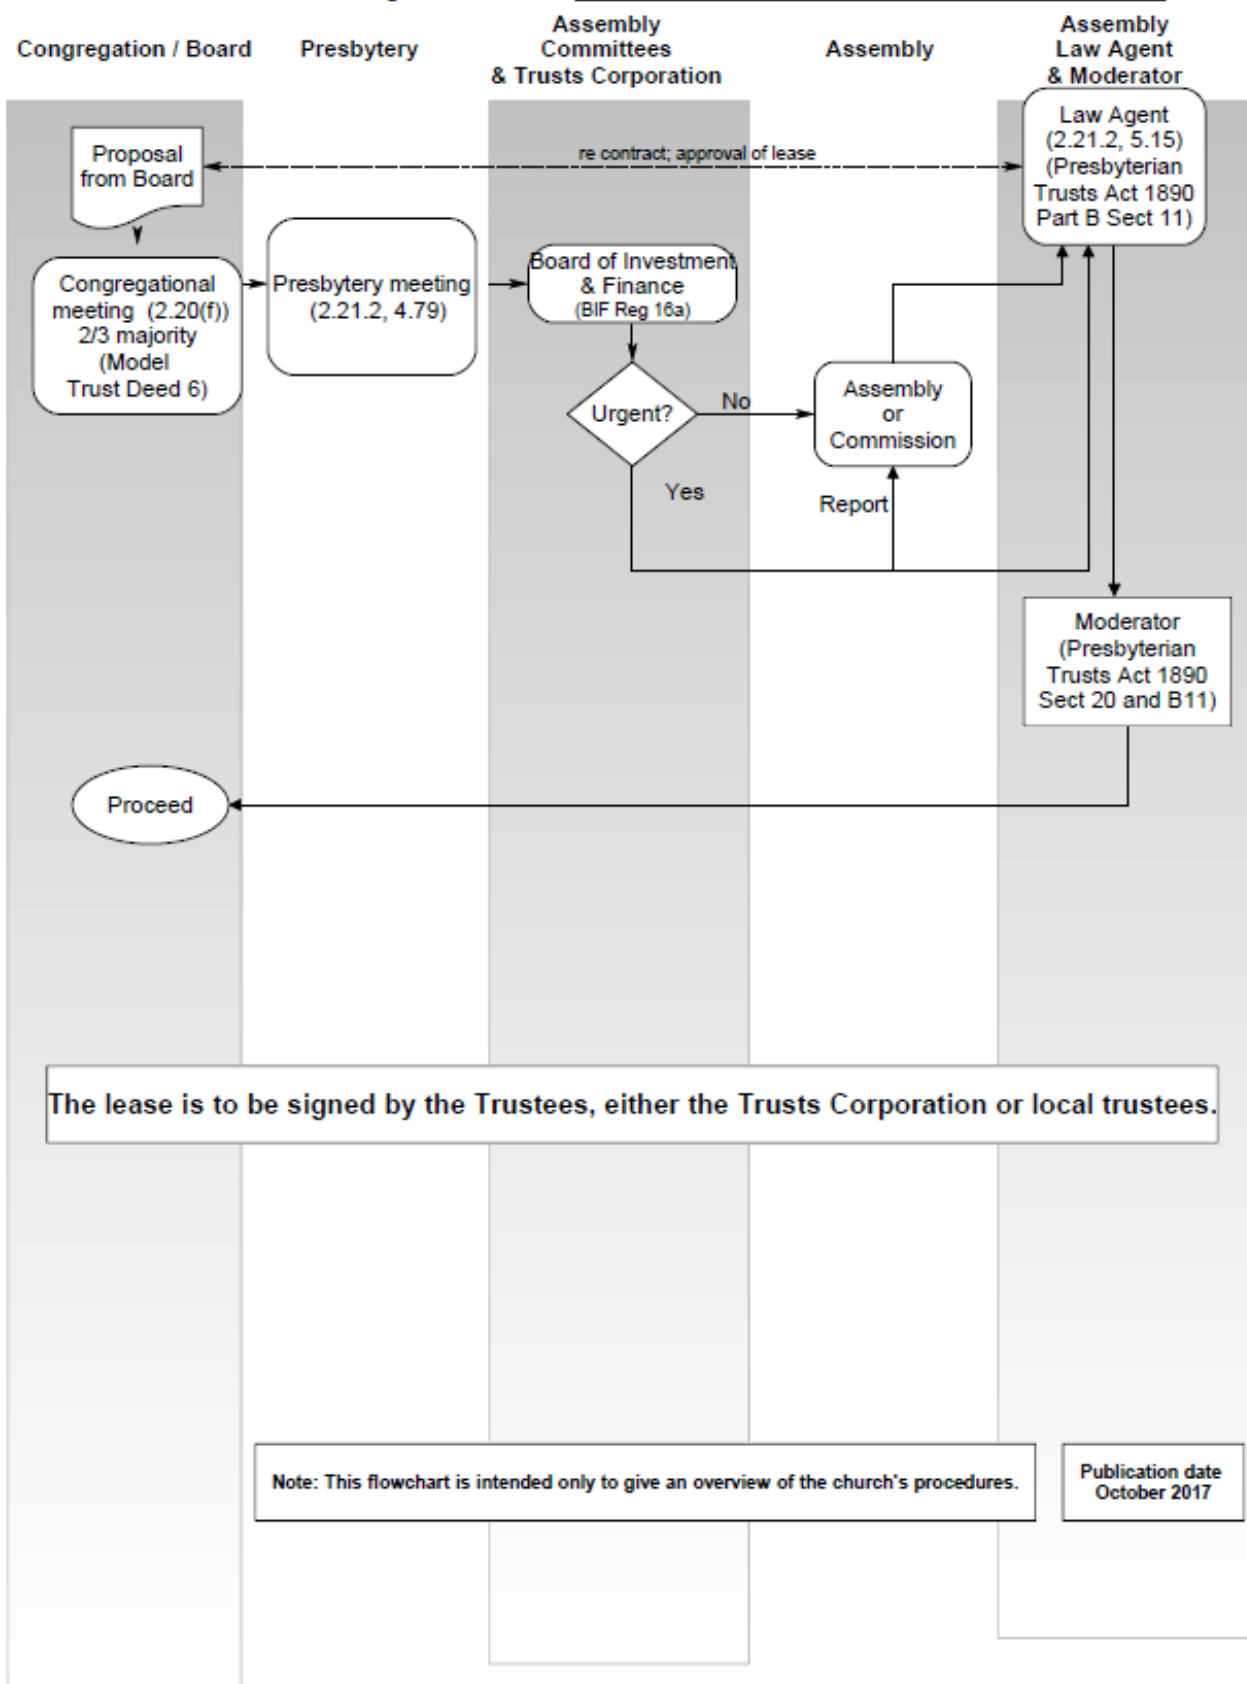 Assembly
Assembly
Congregation / Board
Presbytery
Committees
& Trusts Corporation
Assembly
Law Agent
& Moderator
Proposal
from Board
re contract; approval of lease
Law Agent
(2.21.2, 5.15)
(Presbyterian
Trusts Act 1890
Part B Sect 11)
Congregational
meeting (2.20(f))
2/3 majority
(Model
Trust Deed 6)
Presbytery meeting
(2.21.2, 4.79)
Board of Investment
& Finance
(BIF Reg 16a)
Urgent?
No
Assembly
or
Commission
Yes
Report
Moderator
(Presbyterian
Trusts Act 1890
Sect 20 and B11)
Proceed
The lease is to be signed by the Trustees, either the Trusts Corporation or local trustees.
Note: This flowchart is intended only to give an overview of the church's procedures.
Publication date
October 2017